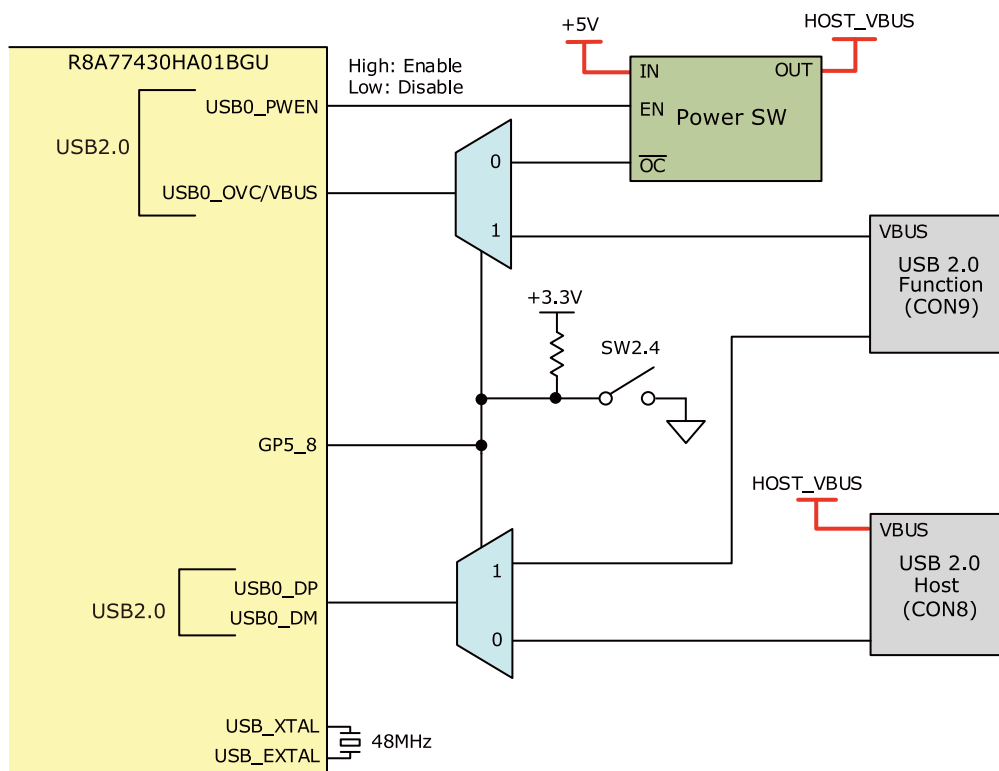 +5V
HOST_VBUS
R8A77430HA01BGU
High: Enable
Low: Disable
IN
OUT
USB0_PWEN
EN
Power SW
USB2.0
0
OC
USB0_OVC/VBUS
1
VBUS
USB 2.0
Function
(CON9)
+3.3V
SW2.4
GP5_8
HOST_VBUS
VBUS
USB 2.0
Host
(CON8)
1
USB0_DP
USB2.0
USB0_DM
0
USB_XTAL
48MHz
USB_EXTAL